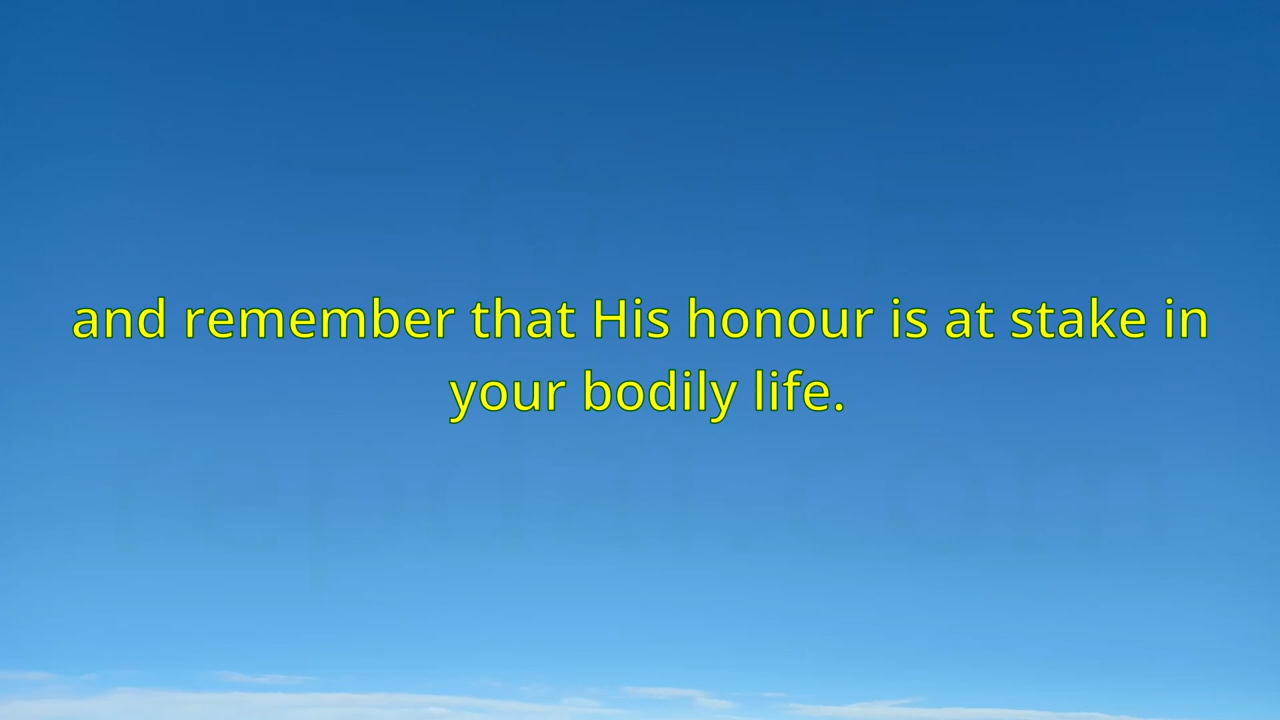 and remember that His honour is at stake in
your bodily life.